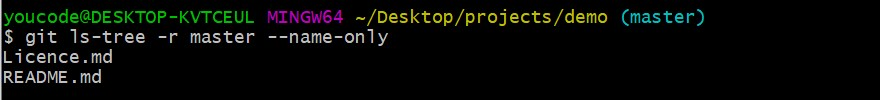 youcode@DESKTOP-KVTCEUL MINGW64 ~/Desktop/projects/demo (master)
$ git ls-tree -r master --name-only
Licence.md
README.md